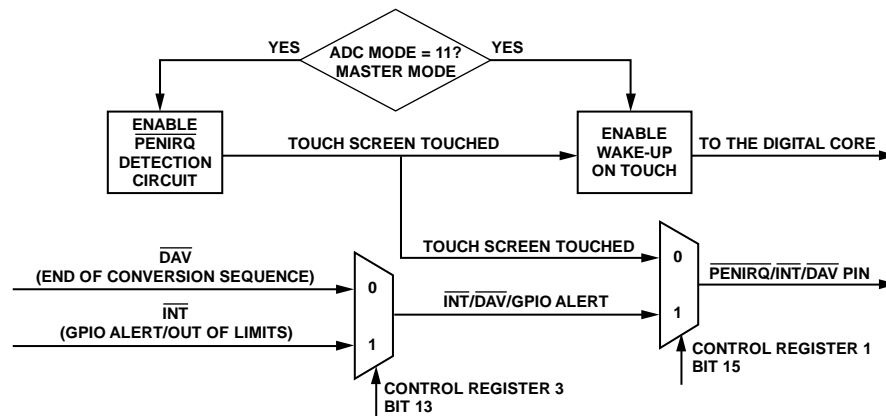 YES
ADC MODE = 11?
MASTER MODE
YES
ENABLE
PENIRQ
DETECTION
CIRCUIT
TOUCH SCREEN TOUCHED
ENABLE
WAKE-UP
ON TOUCH
TO THE DIGITAL CORE
DAV
(END OF CONVERSION SEQUENCE)
INT
(GPIO ALERT/OUT OF LIMITS)
0
1
INT/DAV/GPIO ALERT
TOUCH SCREEN TOUCHED
0
1
PENIRQ/INT/DAV PIN
CONTROL REGISTER 3
BIT 13
CONTROL REGISTER 1
BIT 15